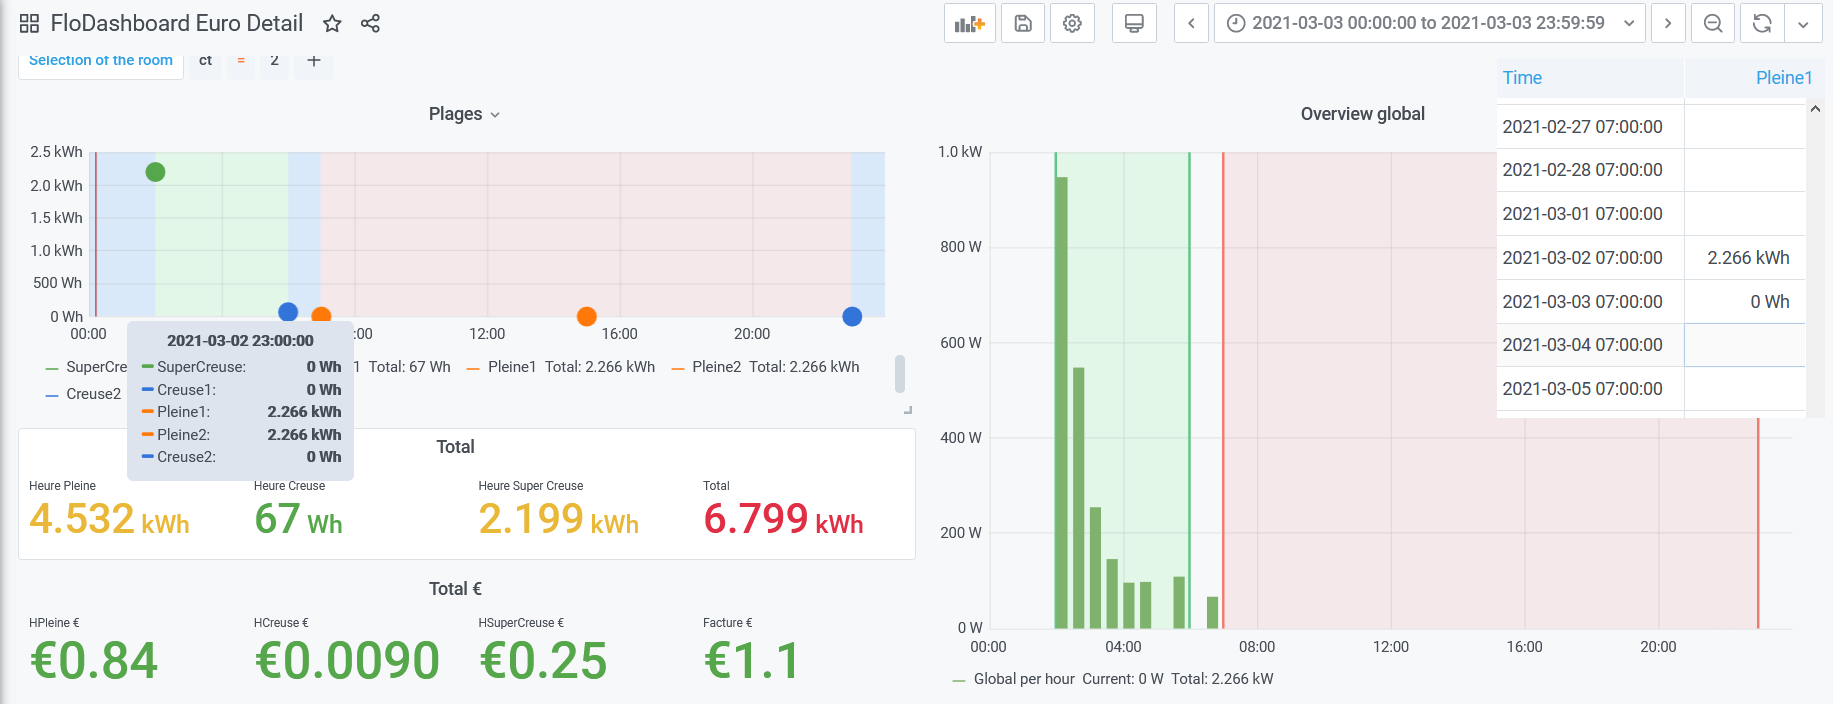 FloDashboard Euro Detail
2021-03-03 00:00:00 to 2021-03-03 23:59:59
Selection of the room ct = 2 +
Plages
2.5 kWh
2.0 kWh
1.5 kWh
1.0 kWh
500 Wh
0 Wh
00:00 :00 12:00 16:00 20:00
SuperCre 1 Total: 67 Wh Pleine1 Total: 2.266 kWh Pleine2 Total: 2.266 kWh
Creuse2
2021-03-02 23:00:00
SuperCreuse: 0 Wh
Creuse1: 0 Wh
Pleine1: 2.266 kWh
Pleine2: 2.266 kWh
Creuse2: 0 Wh
Total
Heure Pleine
4.532 kWh
Heure Creuse
67 Wh
Heure Super Creuse
2.199 kWh
Total
6.799 kWh
Total €
HPleine €
€0.84
HCreuse €
€0.0090
HSuperCreuse €
€0.25
Facture €
€1.1
Overview global
1.0 kW
800 W
600 W
400 W
200 W
0 W
00:00 04:00 08:00 12:00 16:00 20:00
Global per hour Current: 0 W Total: 2.266 kW
Time Pleine1
2021-02-27 07:00:00
2021-02-28 07:00:00
2021-03-01 07:00:00
2021-03-02 07:00:00 2.266 kWh
2021-03-03 07:00:00 0 Wh
2021-03-04 07:00:00
2021-03-05 07:00:00